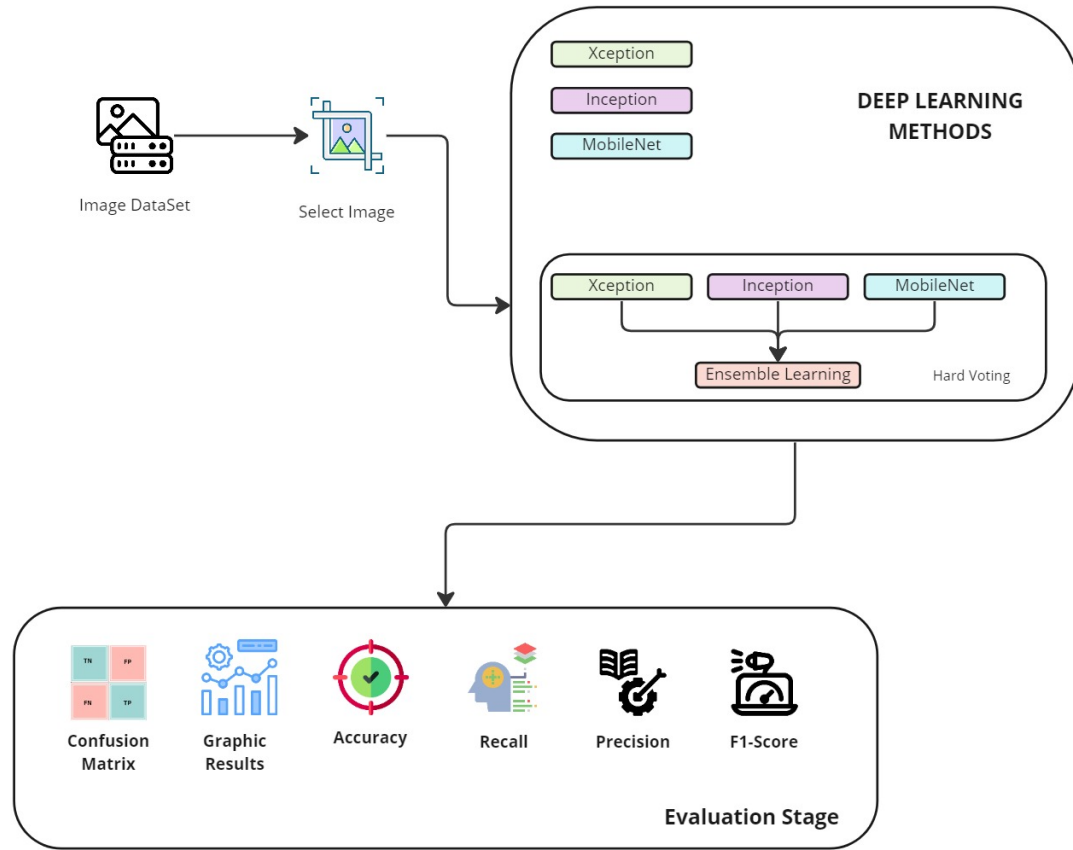 Image DataSet
Select Image
Xception
Inception
MobileNet
DEEP LEARNING
METHODS
Xception
Inception
MobileNet
Ensemble Learning
Hard Voting
TN
FP
FN
TP
Confusion
Matrix
Graphic
Results
Accuracy
Recall
Precision
F1-Score
Evaluation Stage